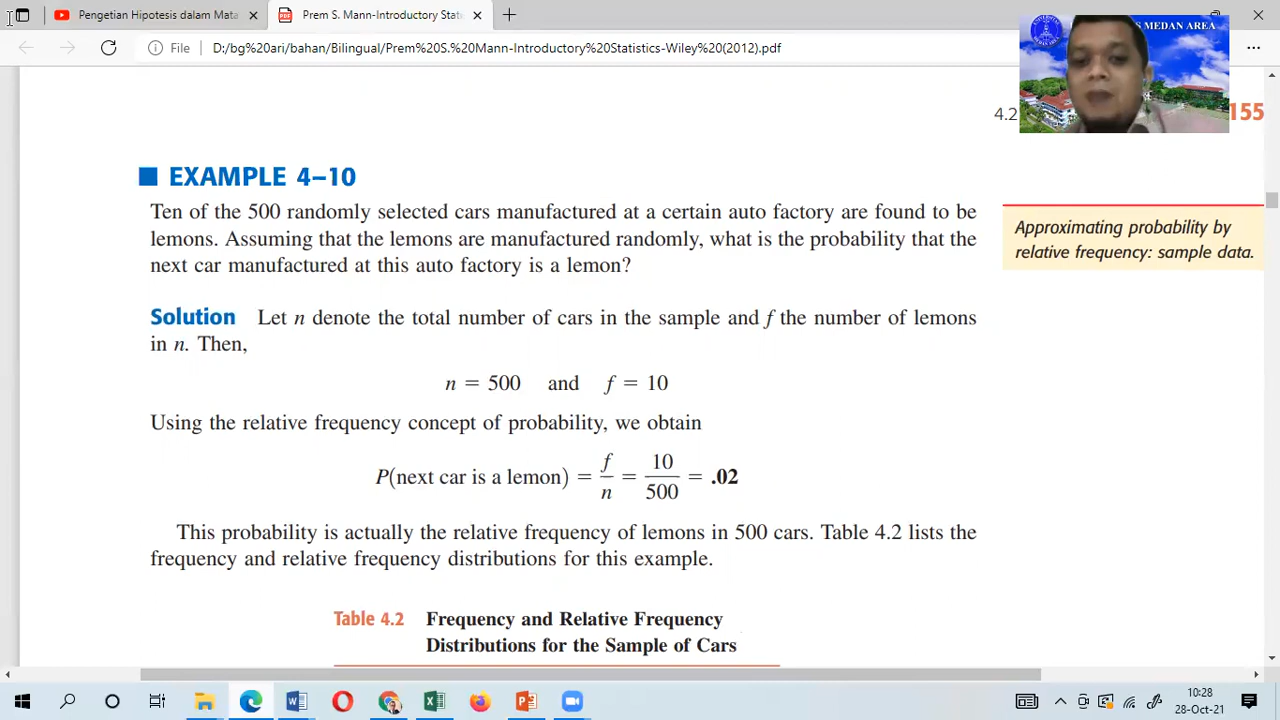 Pengetian Hipotesis dalam Mata
Prem S. Mann-Introductory Stat
File
D:/bg%20ari/bahan/Bilingual/Prem%20S.%20Mann-Introductory%20Statistics-Wiley%20(2012).pdf
S MEDAN AREA
4.2
155
EXAMPLE 4–10
Ten of the 500 randomly selected cars manufactured at a certain auto factory are found to be
lemons. Assuming that the lemons are manufactured randomly, what is the probability that the
next car manufactured at this auto factory is a lemon?
Approximating probability by
relative frequency: sample data.
Solution Let n denote the total number of cars in the sample and f the number of lemons
in n. Then,
n = 500 and f = 10
Using the relative frequency concept of probability, we obtain
P(next car is a lemon) = f/n = 10/500 = .02
This probability is actually the relative frequency of lemons in 500 cars. Table 4.2 lists the
frequency and relative frequency distributions for this example.
Table 4.2 Frequency and Relative Frequency
Distributions for the Sample of Cars
10:28
28-Oct-21